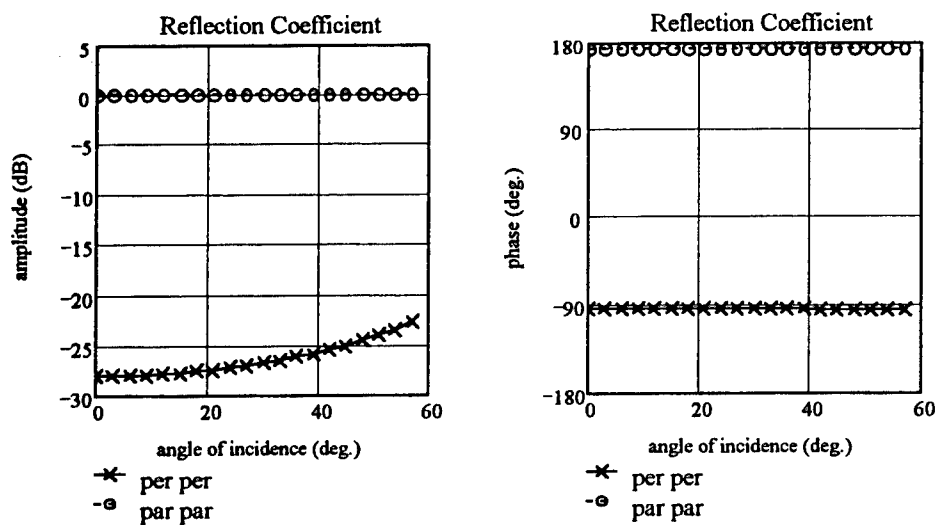 Reflection Coefficient
5
0
−5
−10
−15
−20
−25
−30
0
20
40
60
amplitude (dB)
angle of incidence (deg.)
per per
par par
Reflection Coefficient
180
90
0
−90
−180
0
20
40
60
phase (deg.)
angle of incidence (deg.)
per per
par par